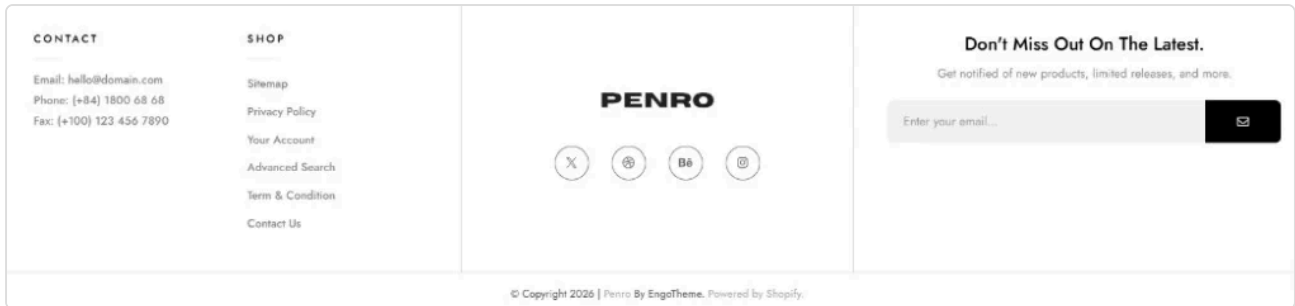 CONTACT
Email: hello@domain.com
Phone: (+84) 1800 68 68
Fax: (+100) 123 456 7890
SHOP
Sitemap
Privacy Policy
Your Account
Advanced Search
Term & Condition
Contact Us
PENRO
Bē
Don't Miss Out On The Latest.
Get notified of new products, limited releases, and more.
Enter your email...
© Copyright 2026 | Penro By EngoTheme. Powered by Shopify.